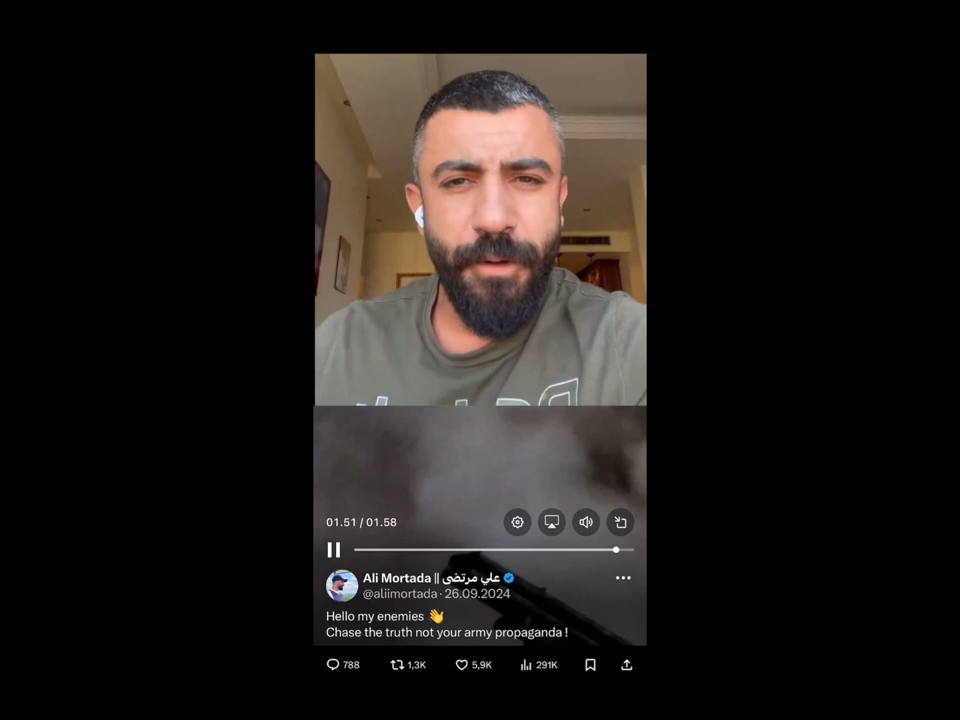 01.51 / 01.58
Ali Mortada || علي مرتضى
@aliimortada · 26.09.2024
Hello my enemies 👋
Chase the truth not your army propaganda !
788 1,3K 5,9K 291K